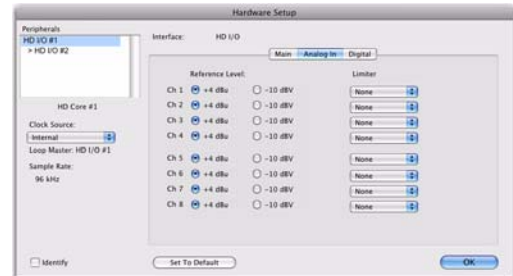 Hardware Setup
Peripherals
HD I/O #1
> HD I/O #2
HD Core #1
Clock Source:
Internal
Loop Master: HD I/O #1
Sample Rate:
96 kHz
Identify
Interface: HD I/O
Main Analog In Digital
Reference Level: Limiter
Ch 1 +4 dBu -10 dBV None
Ch 2 +4 dBu -10 dBV None
Ch 3 +4 dBu -10 dBV None
Ch 4 +4 dBu -10 dBV None
Ch 5 +4 dBu -10 dBV None
Ch 6 +4 dBu -10 dBV None
Ch 7 +4 dBu -10 dBV None
Ch 8 +4 dBu -10 dBV None
Set To Default OK